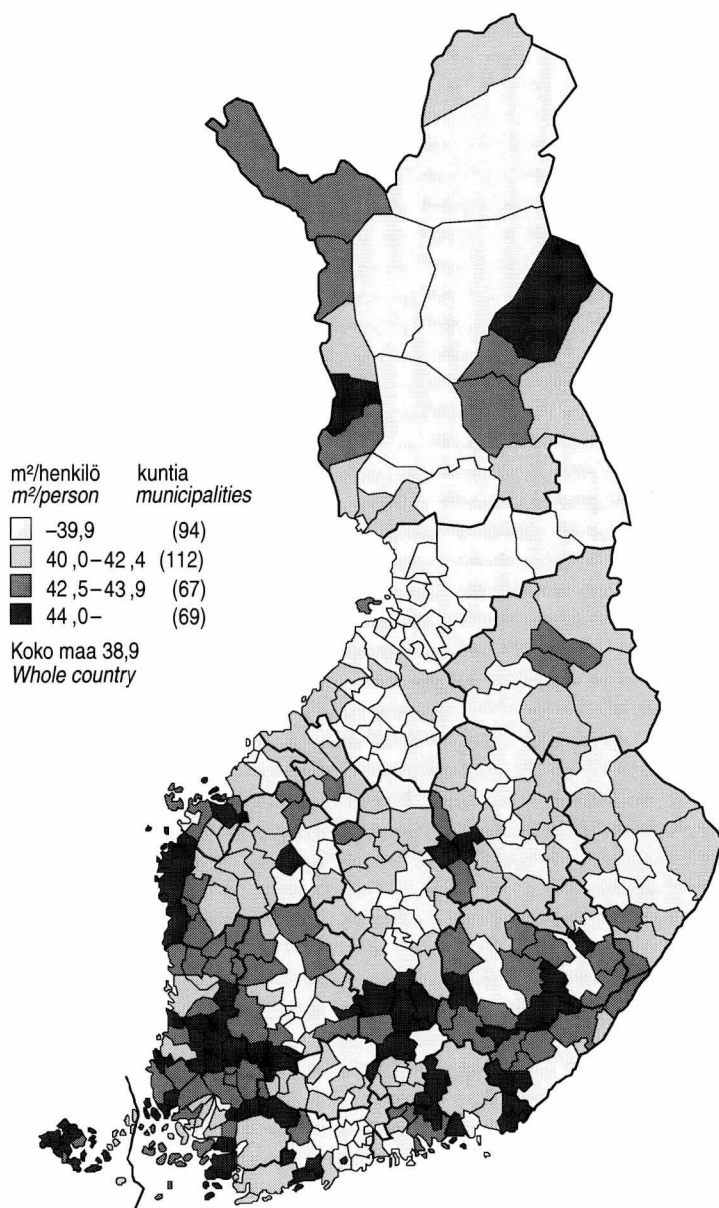 m²/henkilö kuntia
m²/person municipalities
–39,9 (94)
40,0–42,4 (112)
42,5–43,9 (67)
44,0– (69)
Koko maa 38,9
Whole country